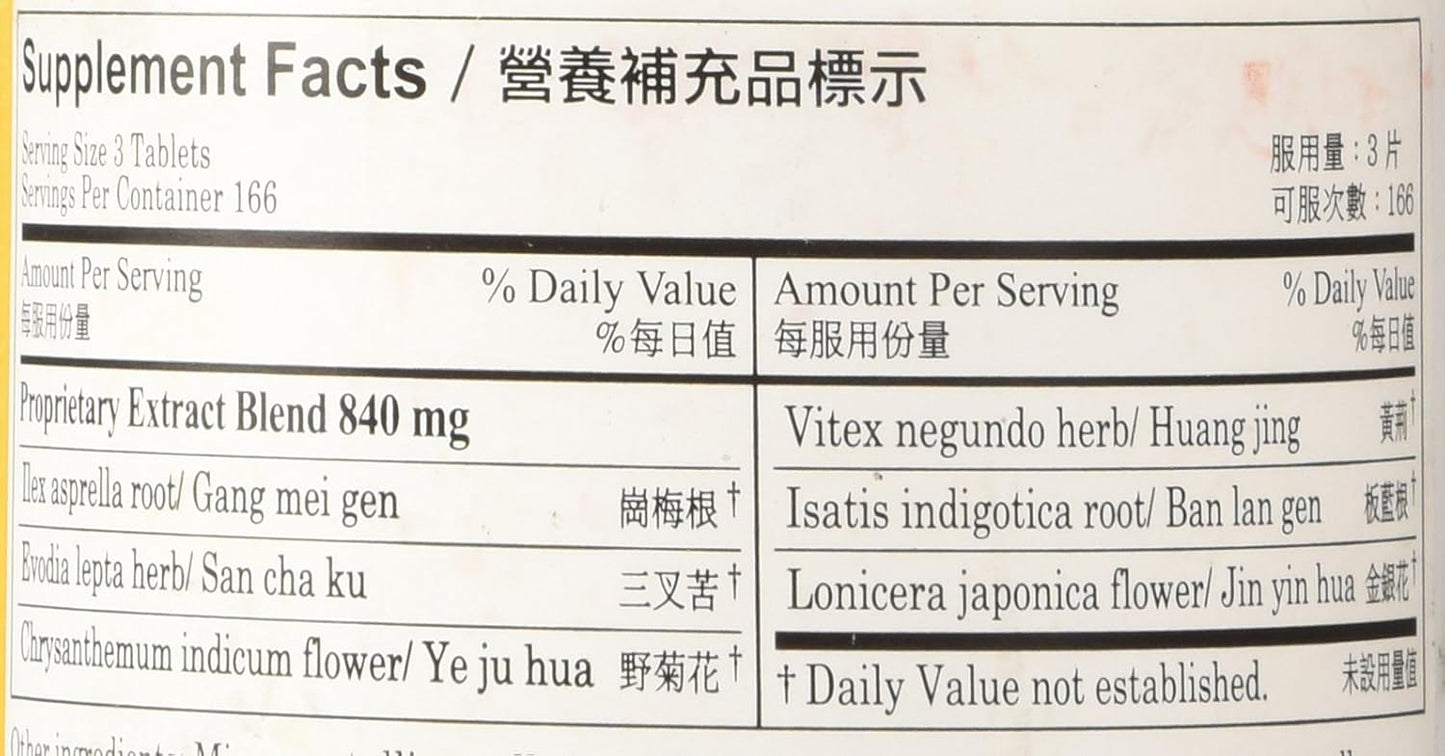 Supplement Facts / 營養補充品標示
Serving Size 3 Tablets 服用量：3片
Servings Per Container 166 可服次數：166
Amount Per Serving % Daily Value
每服用份量 %每日值
Proprietary Extract Blend 840 mg
Ilex asprella root/ Gang mei gen 崗梅根†
Evodia lepta herb/ San cha ku 三叉苦†
Chrysanthemum indicum flower/ Ye ju hua 野菊花†
Amount Per Serving % Daily Value
每服用份量 %每日值
Vitex negundo herb/ Huang jing 黃荊†
Isatis indigotica root/ Ban lan gen 板藍根†
Lonicera japonica flower/ Jin yin hua 金銀花†
† Daily Value not established. 未設用量值
Other ingredients: